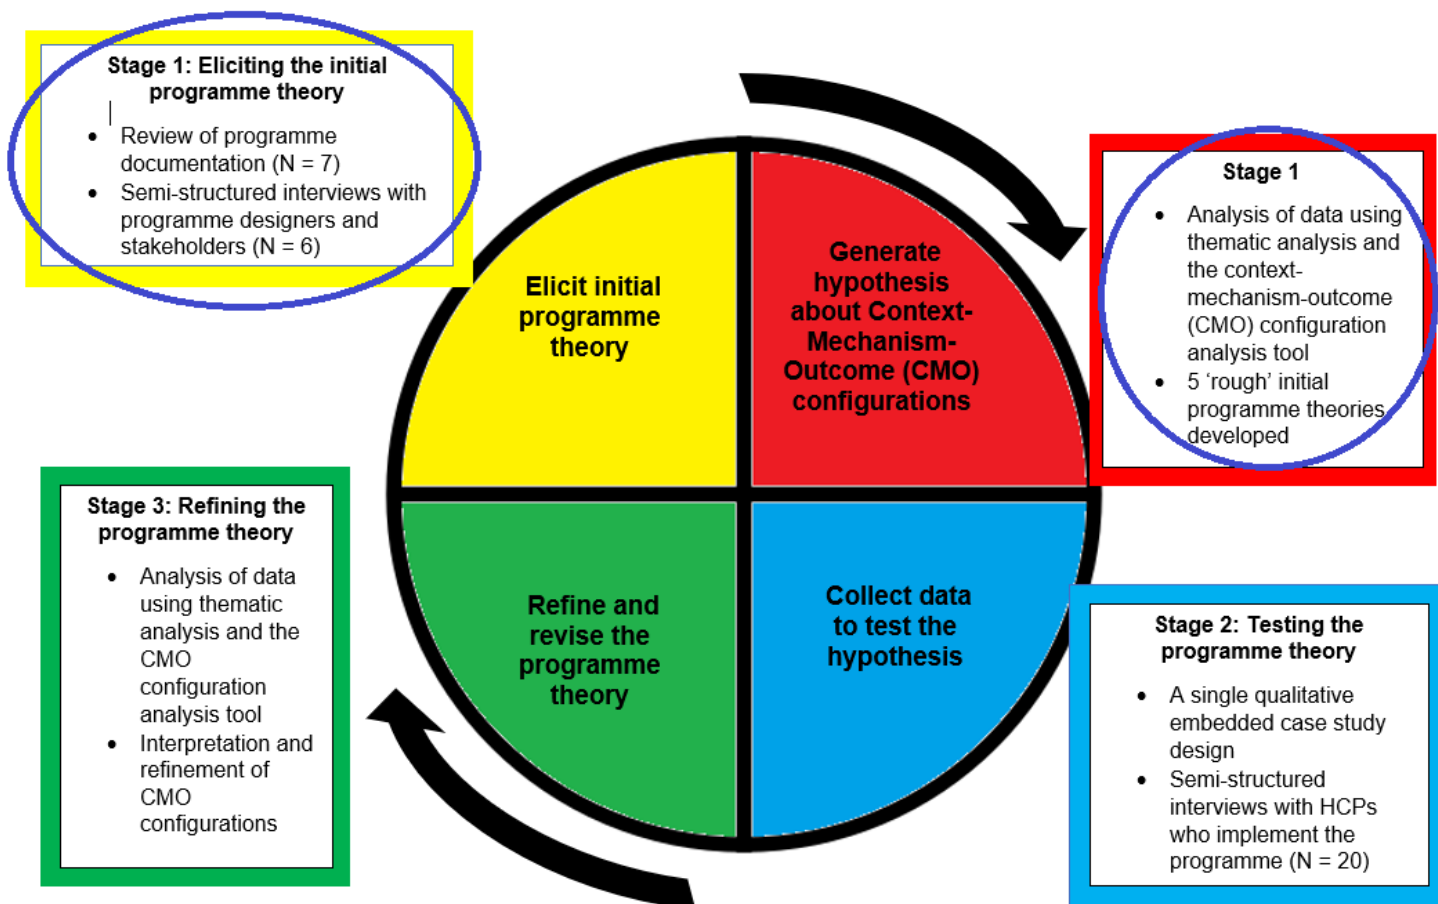 Stage 1: Eliciting the initial
programme theory
• Review of programme
documentation (N = 7)
• Semi-structured interviews with
programme designers and
stakeholders (N = 6)
Elicit initial
programme
theory
Generate
hypothesis
about Context-
Mechanism-
Outcome (CMO)
configurations
Stage 1
• Analysis of data using
thematic analysis and
the context-
mechanism-outcome
(CMO) configuration
analysis tool
• 5 ‘rough’ initial
programme theories
developed
Stage 3: Refining the
programme theory
• Analysis of data
using thematic
analysis and the
CMO
configuration
analysis tool
• Interpretation and
refinement of
CMO
configurations
Refine and
revise the
programme
theory
Collect data
to test the
hypothesis
Stage 2: Testing the
programme theory
• A single qualitative
embedded case study
design
• Semi-structured
interviews with HCPs
who implement the
programme (N = 20)